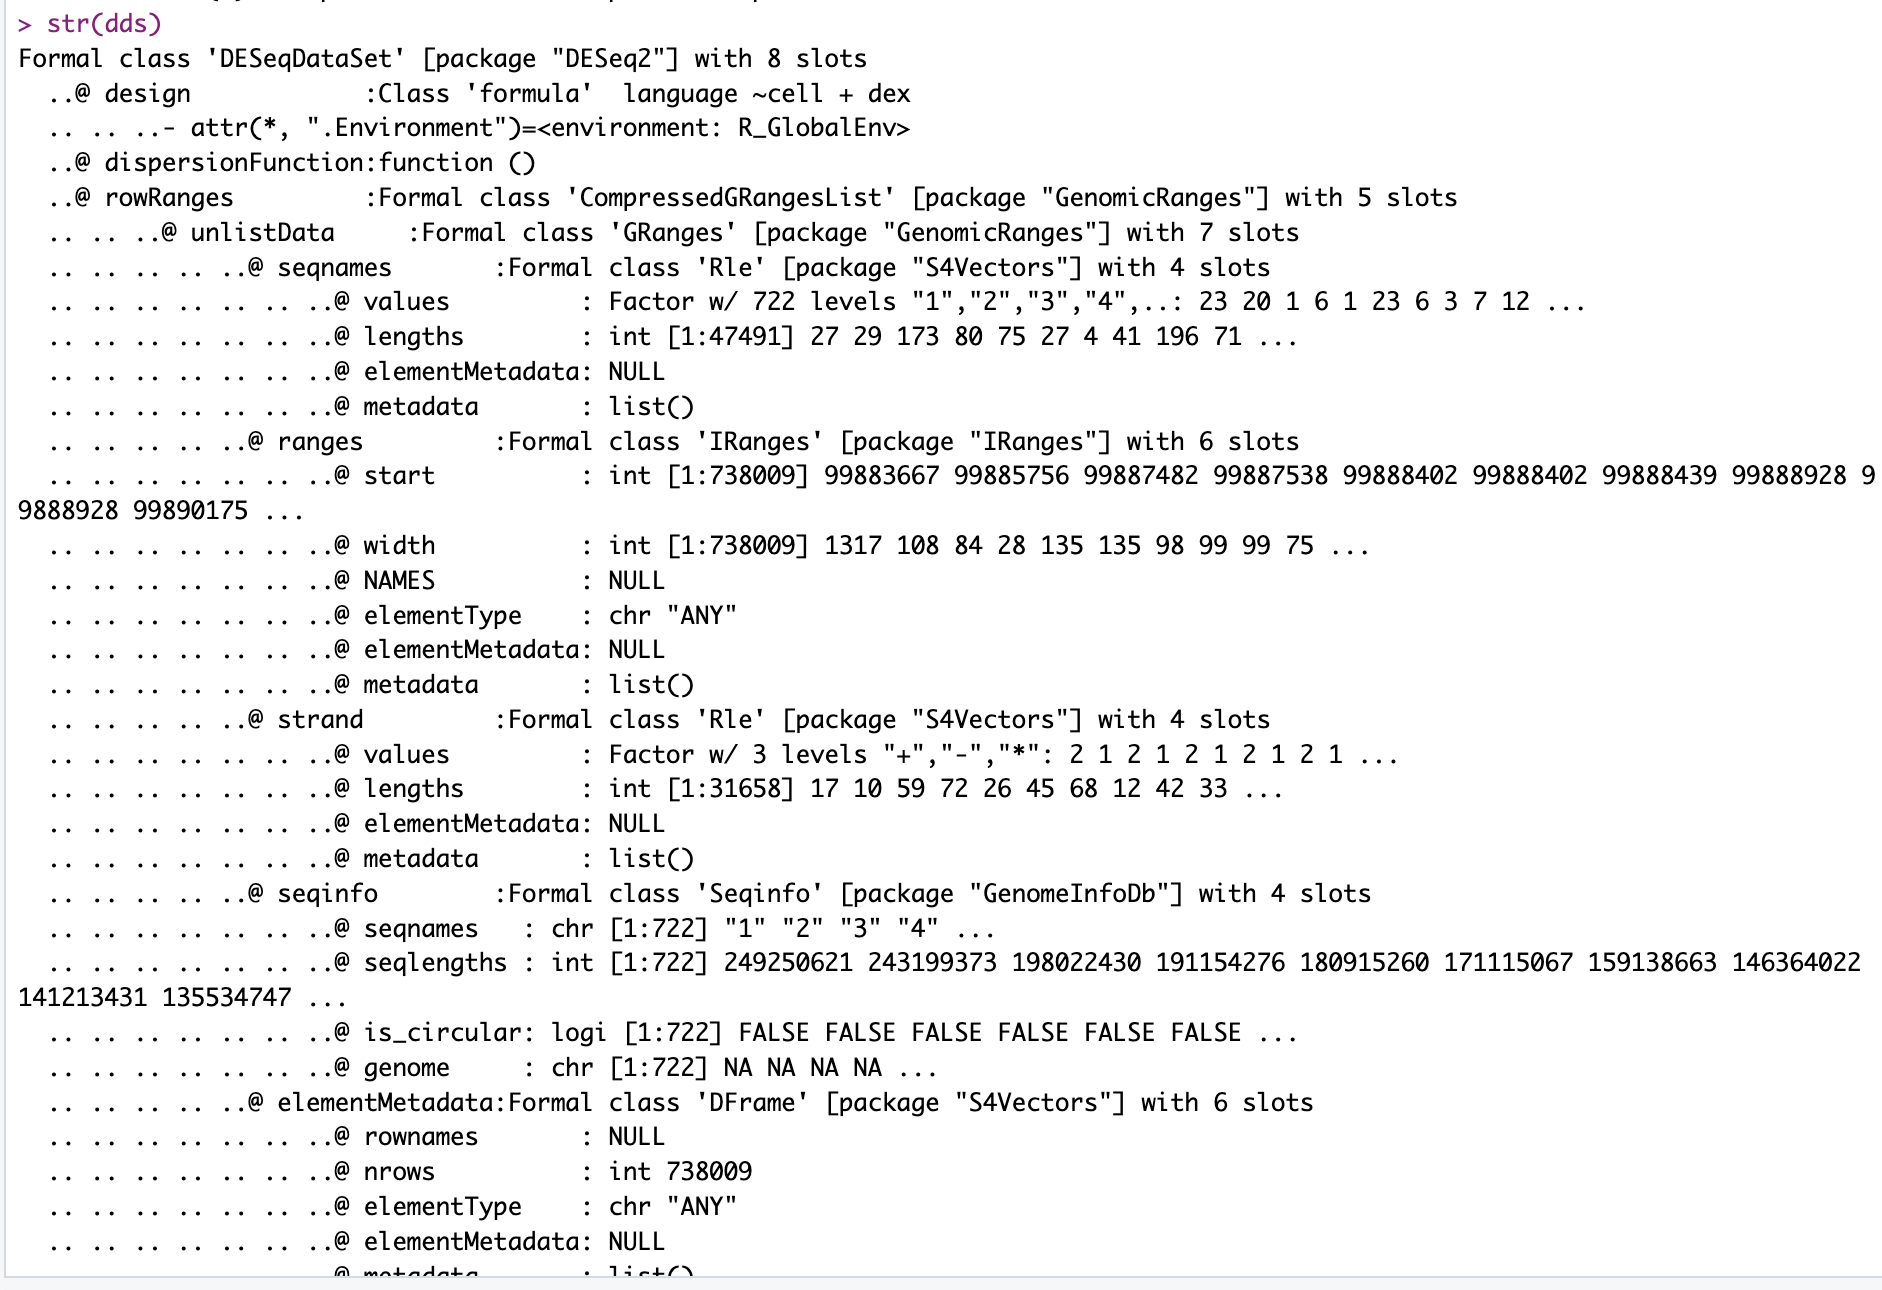 > str(dds)
Formal class 'DESeqDataSet' [package "DESeq2"] with 8 slots
  ..@ design            :Class 'formula'  language ~cell + dex
  .. .. ..- attr(*, ".Environment")=<environment: R_GlobalEnv>
  ..@ dispersionFunction:function ()
  ..@ rowRanges         :Formal class 'CompressedGRangesList' [package "GenomicRanges"] with 5 slots
  .. .. ..@ unlistData     :Formal class 'GRanges' [package "GenomicRanges"] with 7 slots
  .. .. .. .. .. ..@ seqnames       :Formal class 'Rle' [package "S4Vectors"] with 4 slots
  .. .. .. .. .. .. .. .. ..@ values         : Factor w/ 722 levels "1","2","3","4",..: 23 20 1 6 1 23 6 3 7 12 ...
  .. .. .. .. .. .. .. .. ..@ lengths        : int [1:47491] 27 29 173 80 75 27 4 41 196 71 ...
  .. .. .. .. .. .. .. .. ..@ elementMetadata: NULL
  .. .. .. .. .. .. .. .. ..@ metadata       : list()
  .. .. .. .. .. ..@ ranges         :Formal class 'IRanges' [package "IRanges"] with 6 slots
  .. .. .. .. .. .. .. .. ..@ start          : int [1:738009] 99883667 99885756 99887482 99887538 99888402 99888402 99888439 99888928 9
9888928 99890175 ...
  .. .. .. .. .. .. .. .. ..@ width          : int [1:738009] 1317 108 84 28 135 135 98 99 99 75 ...
  .. .. .. .. .. .. .. .. ..@ NAMES          : NULL
  .. .. .. .. .. .. .. .. ..@ elementType    : chr "ANY"
  .. .. .. .. .. .. .. .. ..@ elementMetadata: NULL
  .. .. .. .. .. .. .. .. ..@ metadata       : list()
  .. .. .. .. .. ..@ strand         :Formal class 'Rle' [package "S4Vectors"] with 4 slots
  .. .. .. .. .. .. .. .. ..@ values         : Factor w/ 3 levels "+","-","*": 2 1 2 1 2 1 2 1 2 1 ...
  .. .. .. .. .. .. .. .. ..@ lengths        : int [1:31658] 17 10 59 72 26 45 68 12 42 33 ...
  .. .. .. .. .. .. .. .. ..@ elementMetadata: NULL
  .. .. .. .. .. .. .. .. ..@ metadata       : list()
  .. .. .. .. .. ..@ seqinfo        :Formal class 'Seqinfo' [package "GenomeInfoDb"] with 4 slots
  .. .. .. .. .. .. .. .. ..@ seqnames   : chr [1:722] "1" "2" "3" "4" ...
  .. .. .. .. .. .. .. .. ..@ seqlengths : int [1:722] 249250621 243199373 198022430 191154276 180915260 171115067 159138663 146364022
141213431 135534747 ...
  .. .. .. .. .. .. .. .. ..@ is_circular: logi [1:722] FALSE FALSE FALSE FALSE FALSE FALSE ...
  .. .. .. .. .. .. .. .. ..@ genome     : chr [1:722] NA NA NA NA ...
  .. .. .. .. .. ..@ elementMetadata:Formal class 'DFrame' [package "S4Vectors"] with 6 slots
  .. .. .. .. .. .. .. .. ..@ rownames       : NULL
  .. .. .. .. .. .. .. .. ..@ nrows          : int 738009
  .. .. .. .. .. .. .. .. ..@ elementType    : chr "ANY"
  .. .. .. .. .. .. .. .. ..@ elementMetadata: NULL
@ metadata       : list()